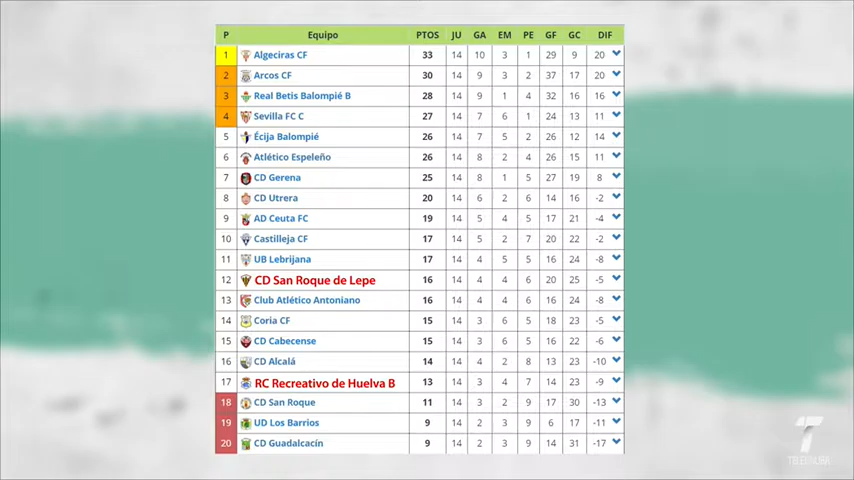 P Equipo PTOS JU GA EM PE GF GC DIF
1 Algeciras CF 33 14 10 3 1 29 9 20
2 Arcos CF 30 14 9 3 2 37 17 20
3 Real Betis Balompié B 28 14 9 1 4 32 16 16
4 Sevilla FC C 27 14 7 6 1 24 13 11
5 Écija Balompié 26 14 7 5 2 26 12 14
6 Atlético Espeleño 26 14 8 2 4 26 15 11
7 CD Gerena 25 14 8 1 5 27 19 8
8 CD Utrera 20 14 6 2 6 14 16 -2
9 AD Ceuta FC 19 14 5 4 5 17 21 -4
10 Castilleja CF 17 14 5 2 7 20 22 -2
11 UB Lebrijana 17 14 4 5 5 16 24 -8
12 CD San Roque de Lepe 16 14 4 4 6 20 25 -5
13 Club Atlético Antoniano 16 14 4 4 6 16 24 -8
14 Coria CF 15 14 3 6 5 18 23 -5
15 CD Cabecense 15 14 3 6 5 16 22 -6
16 CD Alcalá 14 14 4 2 8 13 23 -10
17 RC Recreativo de Huelva B 13 14 3 4 7 14 23 -9
18 CD San Roque 11 14 3 2 9 17 30 -13
19 UD Los Barrios 9 14 2 3 9 6 17 -11
20 CD Guadalcacín 9 14 2 3 9 14 31 -17